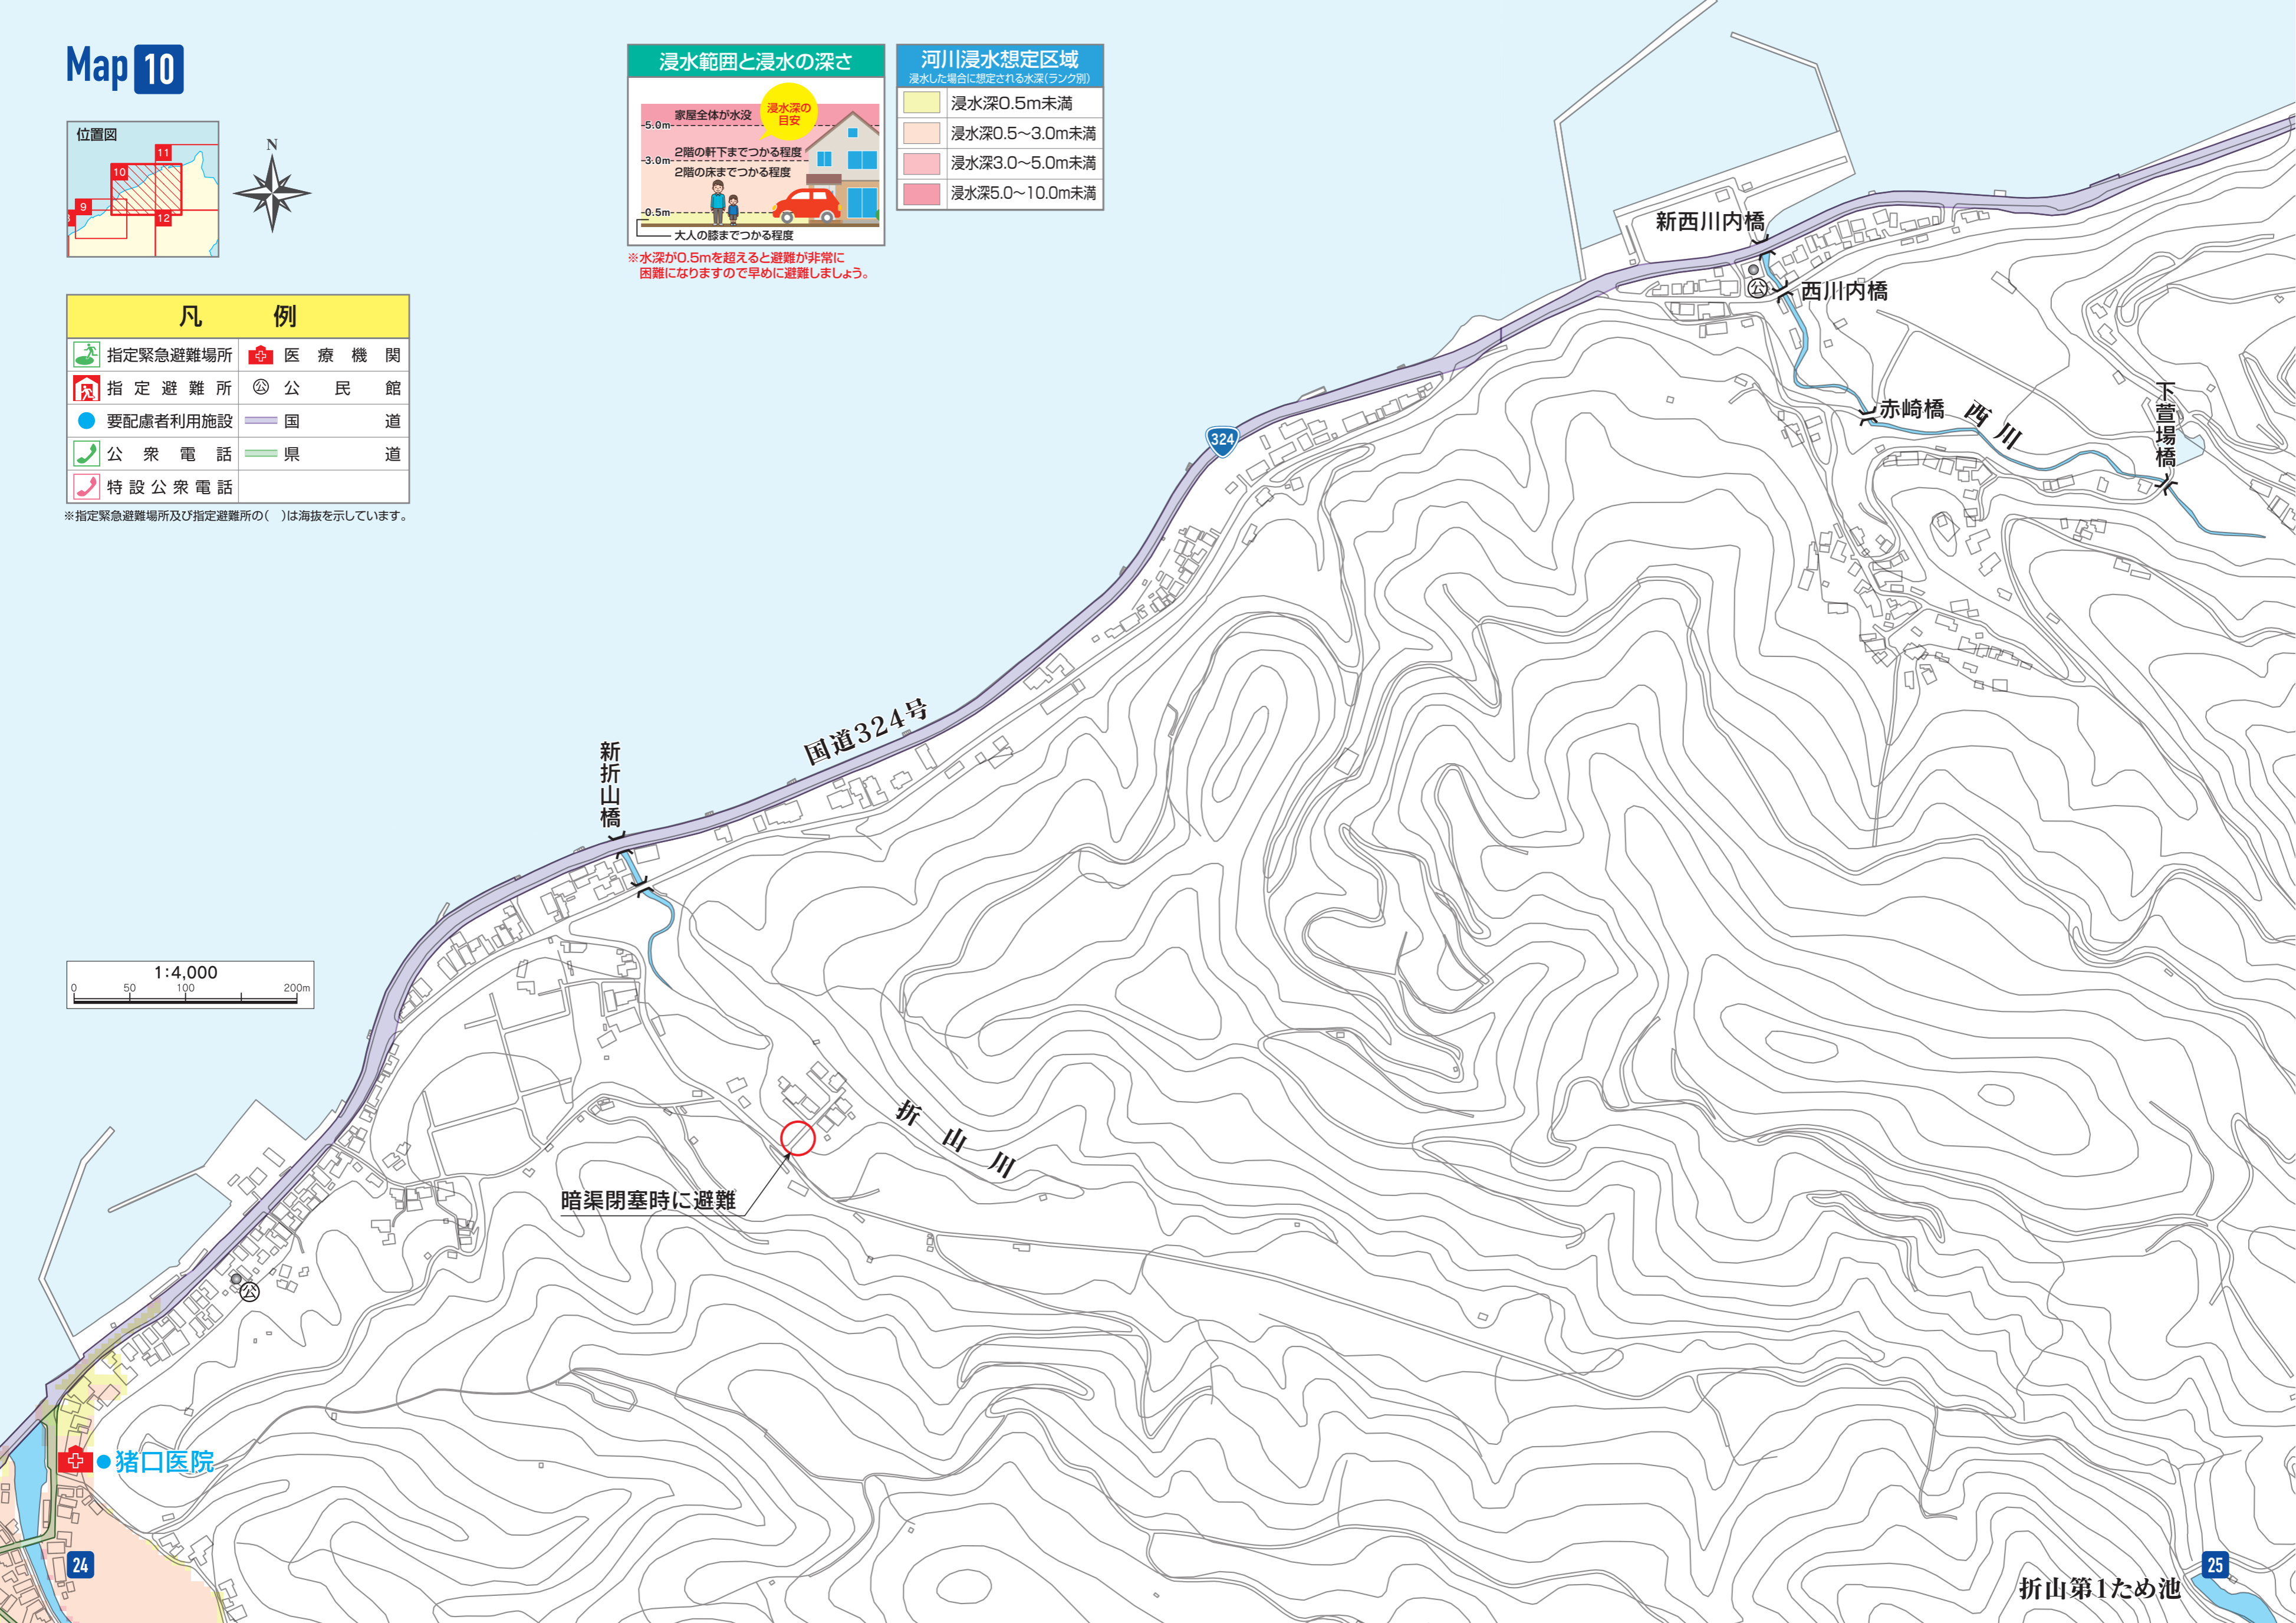 Map 10
位置図
11
10
9
12
N
凡 例
指定緊急避難場所 医療機関
指定避難所 公 公民館
要配慮者利用施設 国道
公衆電話 県道
特設公衆電話
※指定緊急避難場所及び指定避難所の( )は海抜を示しています。
浸水範囲と浸水の深さ
浸水深の
目安
家屋全体が水没
5.0m
2階の軒下までつかる程度
3.0m
2階の床までつかる程度
0.5m
大人の膝までつかる程度
※水深が0.5mを超えると避難が非常に
困難になりますので早めに避難しましょう。
河川浸水想定区域
浸水した場合に想定される水深(ランク別)
浸水深0.5m未満
浸水深0.5〜3.0m未満
浸水深3.0〜5.0m未満
浸水深5.0〜10.0m未満
新西川内橋
公
西川内橋
赤崎橋
西川
下萱場橋
324
国道324号
新折山橋
1:4,000
0 50 100 200m
折山川
暗渠閉塞時に避難
公
猪口医院
24
25
折山第1ため池